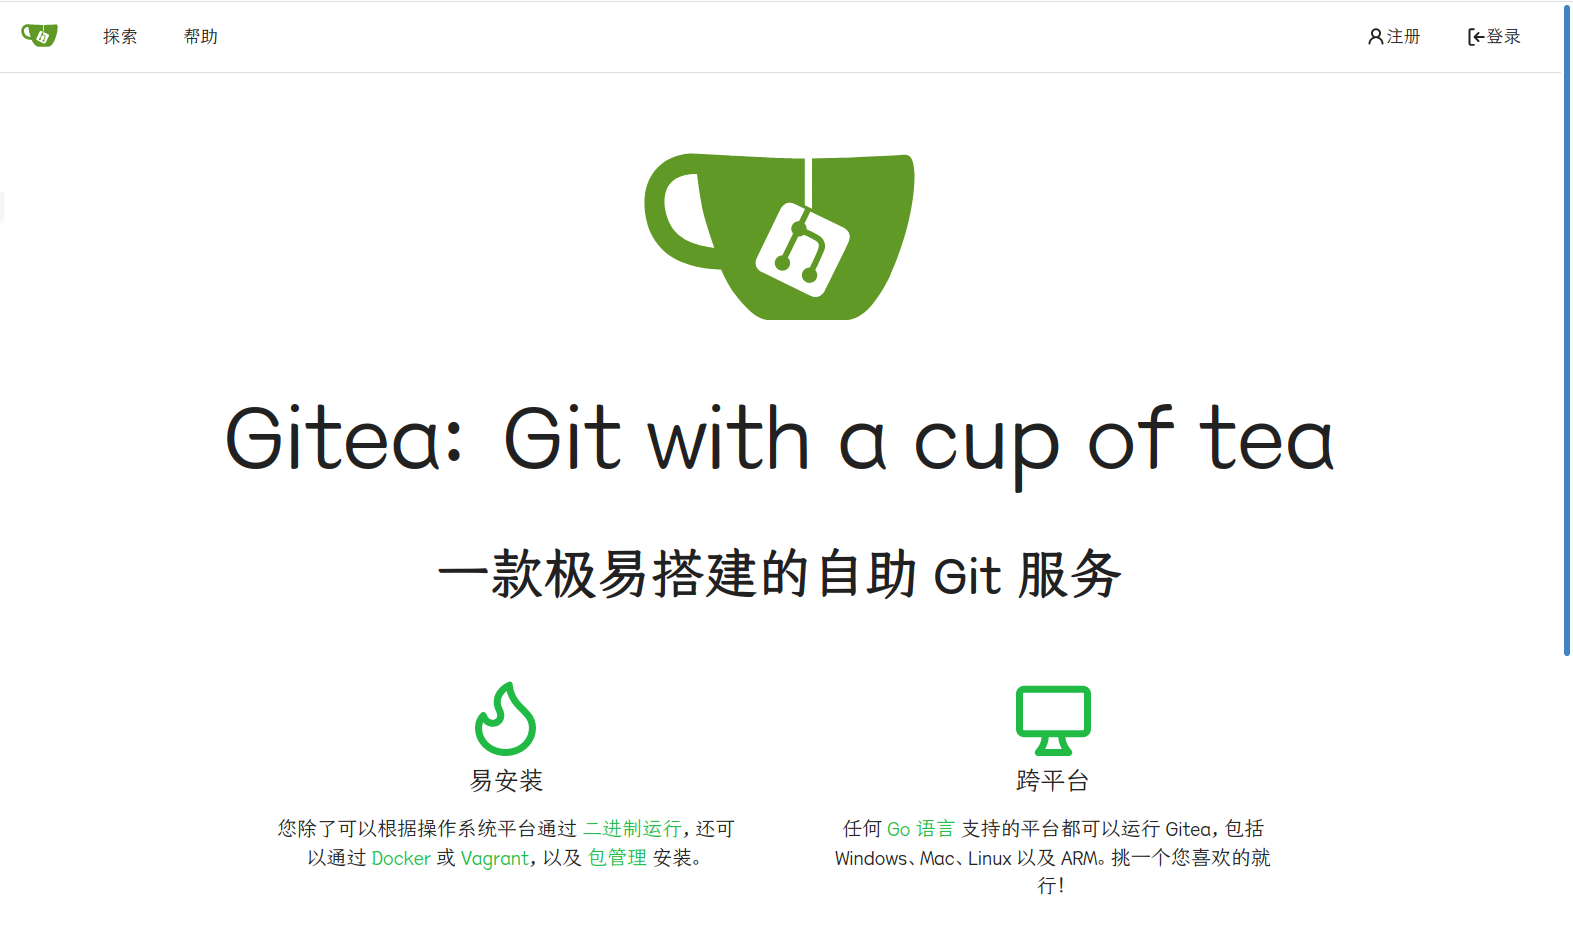 探索 帮助 注册 登录
Gitea: Git with a cup of tea
一款极易搭建的自助 Git 服务
易安装
您除了可以根据操作系统平台通过 二进制运行，还可
以通过 Docker 或 Vagrant，以及 包管理 安装。
跨平台
任何 Go 语言 支持的平台都可以运行 Gitea，包括
Windows、Mac、Linux 以及 ARM。挑一个您喜欢的就
行！